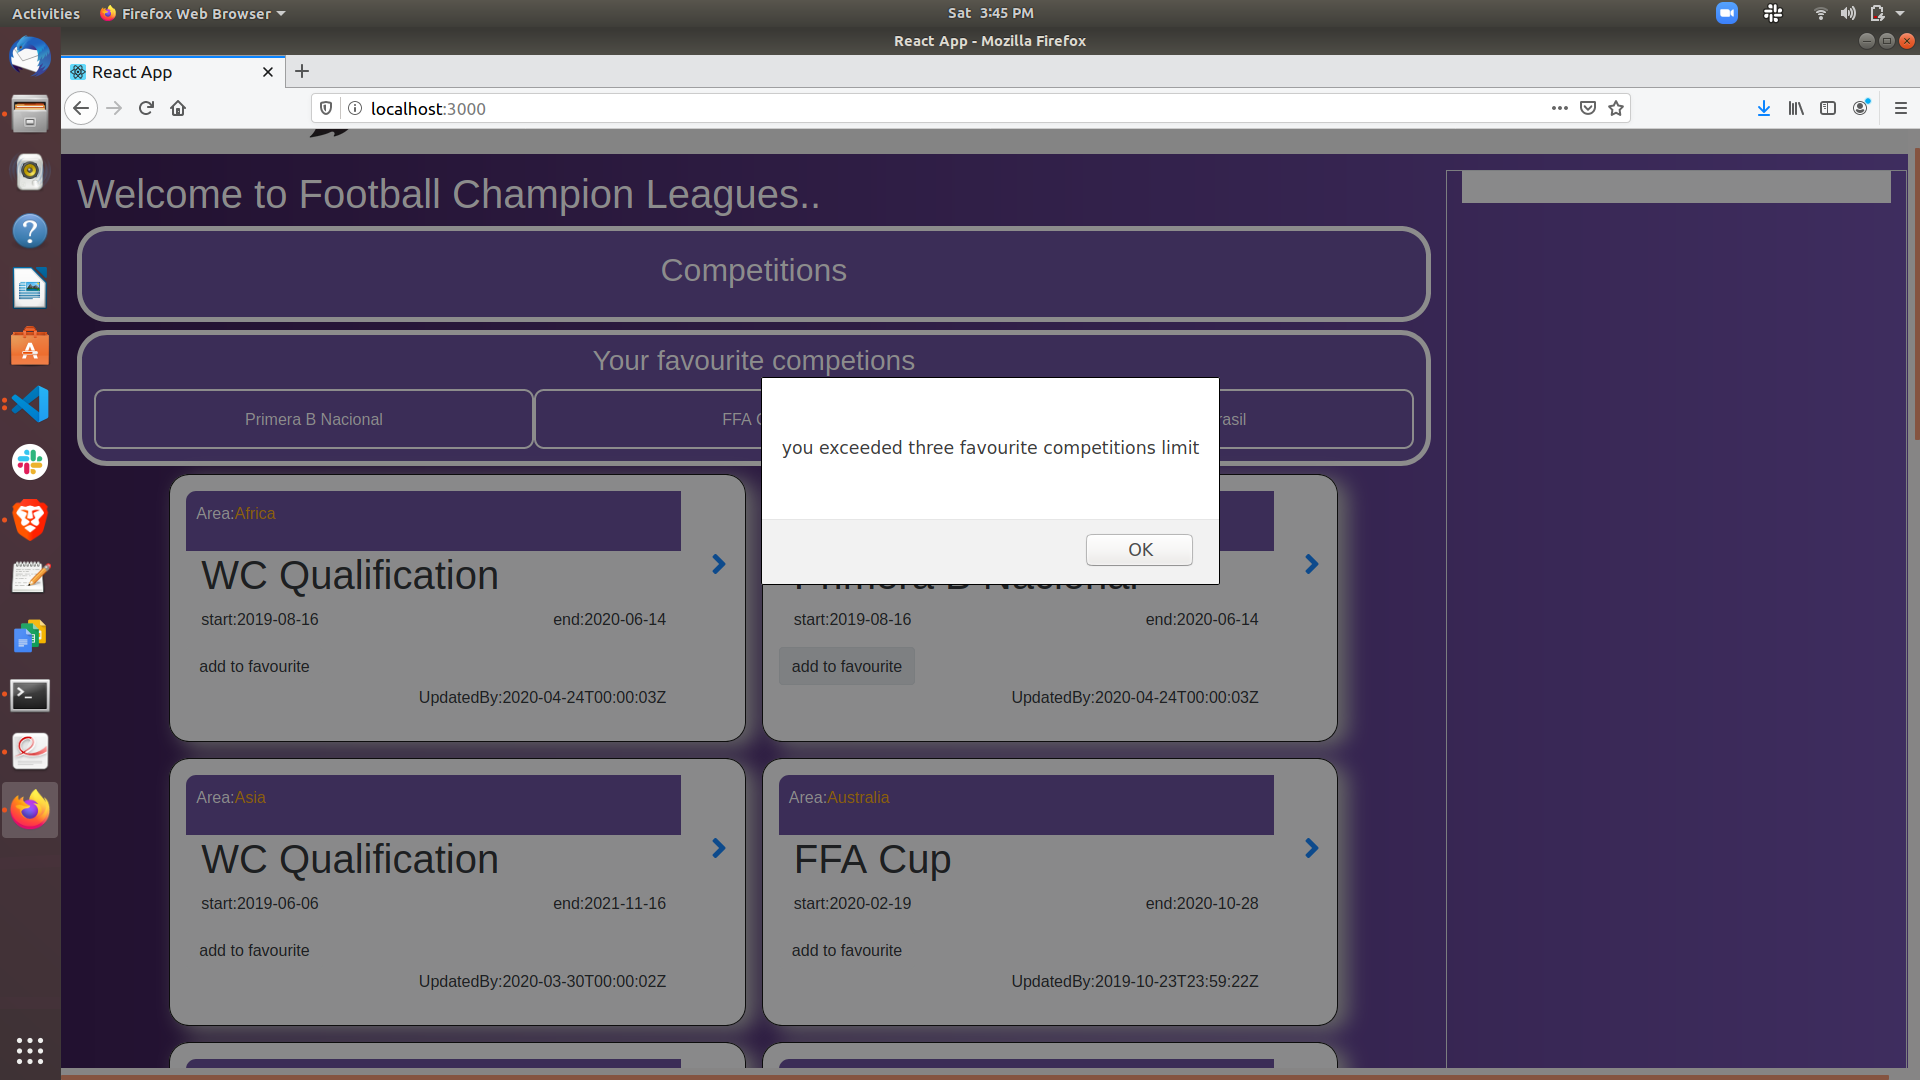 Activities
Firefox Web Browser
Sat 3:45 PM
React App - Mozilla Firefox
React App
localhost:3000
Welcome to Football Champion Leagues..
Competitions
Your favourite competions
Primera B Nacional
FFA
rasil
you exceeded three favourite competitions limit
OK
Area:Africa
WC Qualification
start:2019-08-16
end:2020-06-14
add to favourite
UpdatedBy:2020-04-24T00:00:03Z
Primera B Nacional
start:2019-08-16
end:2020-06-14
add to favourite
UpdatedBy:2020-04-24T00:00:03Z
Area:Asia
WC Qualification
start:2019-06-06
end:2021-11-16
add to favourite
UpdatedBy:2020-03-30T00:00:02Z
Area:Australia
FFA Cup
start:2020-02-19
end:2020-10-28
add to favourite
UpdatedBy:2019-10-23T23:59:22Z